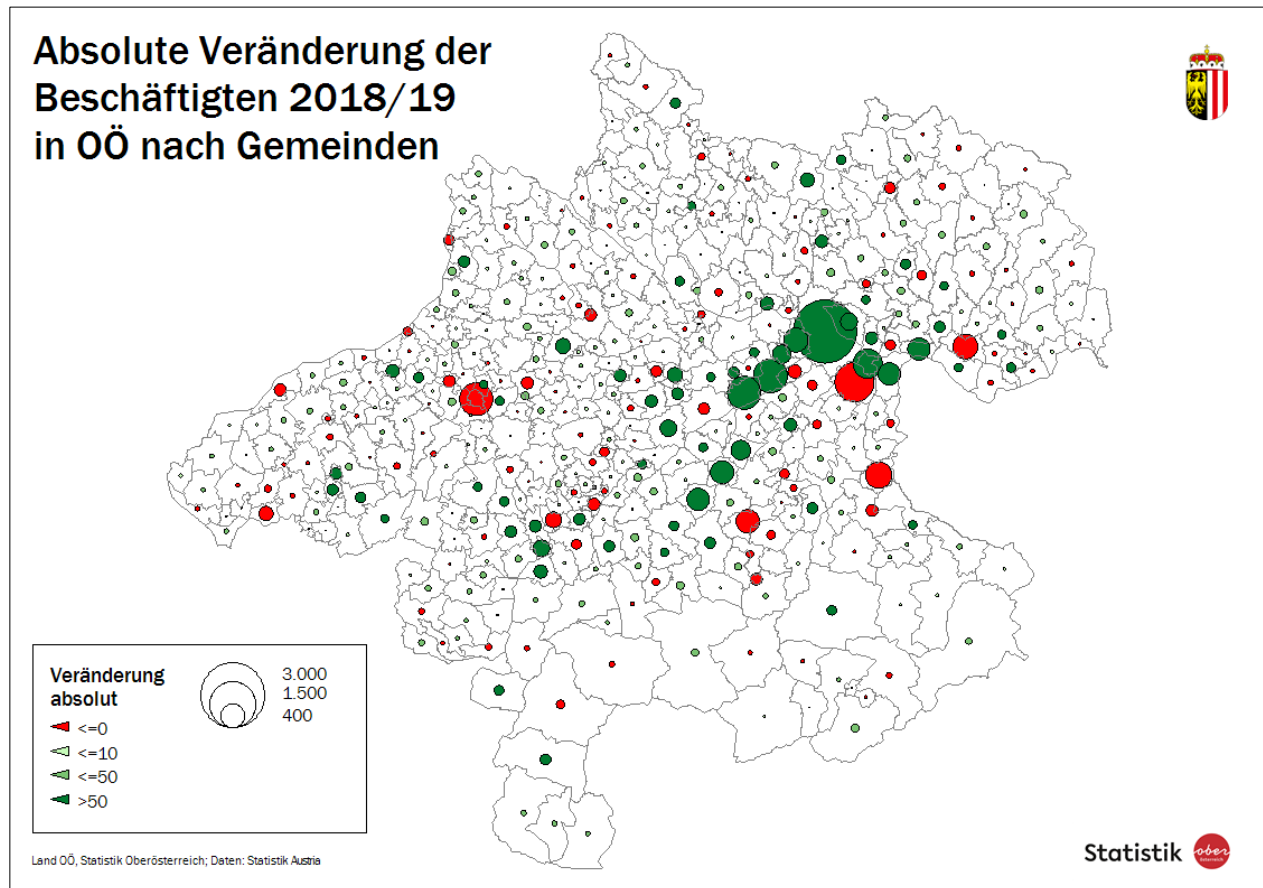 Absolute Veränderung der
Beschäftigten 2018/19
in OÖ nach Gemeinden
Veränderung
absolut
<=0
<=10
<=50
>50
3.000
1.500
400
Land OÖ, Statistik Oberösterreich; Daten: Statistik Austria
Statistik
ober
österreich